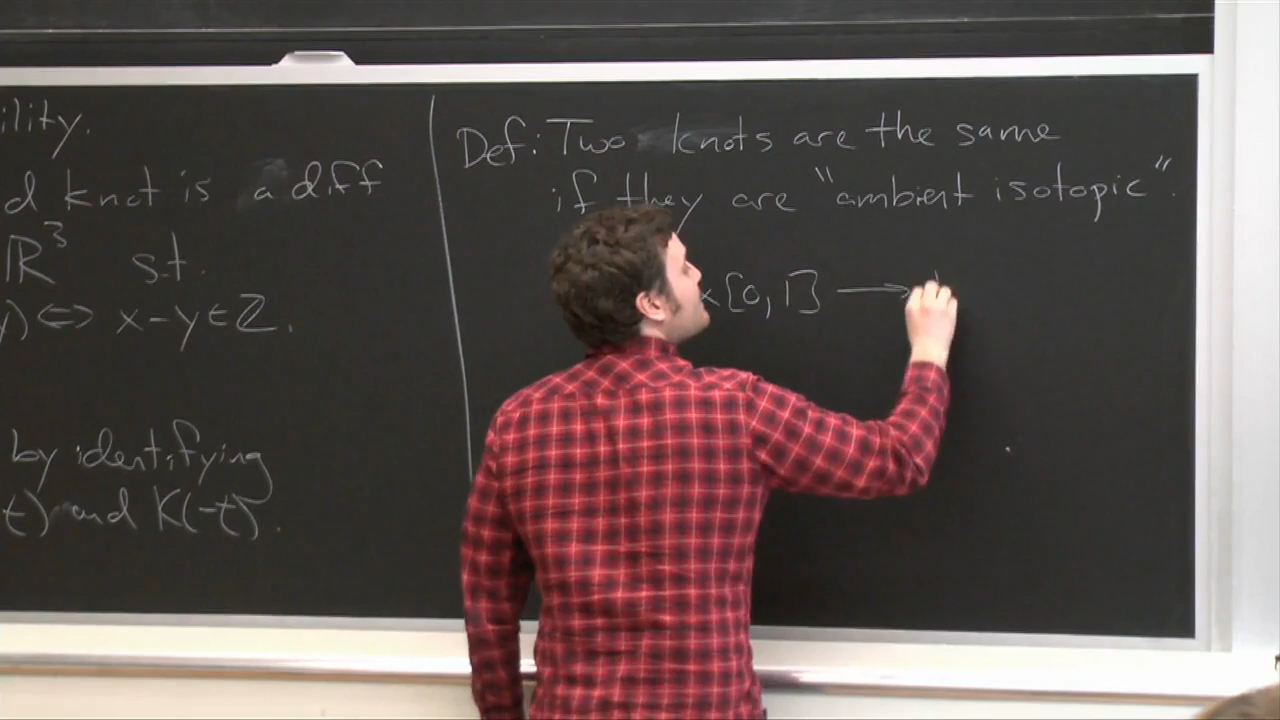 ility.
d knot is a diff
ℝ³ s.t.
y) ⟺ x-y∈ℤ.
by identifying
t) and K(-t).
Def: Two knots are the same
if they are "ambient isotopic".
x[0,1] ⟶